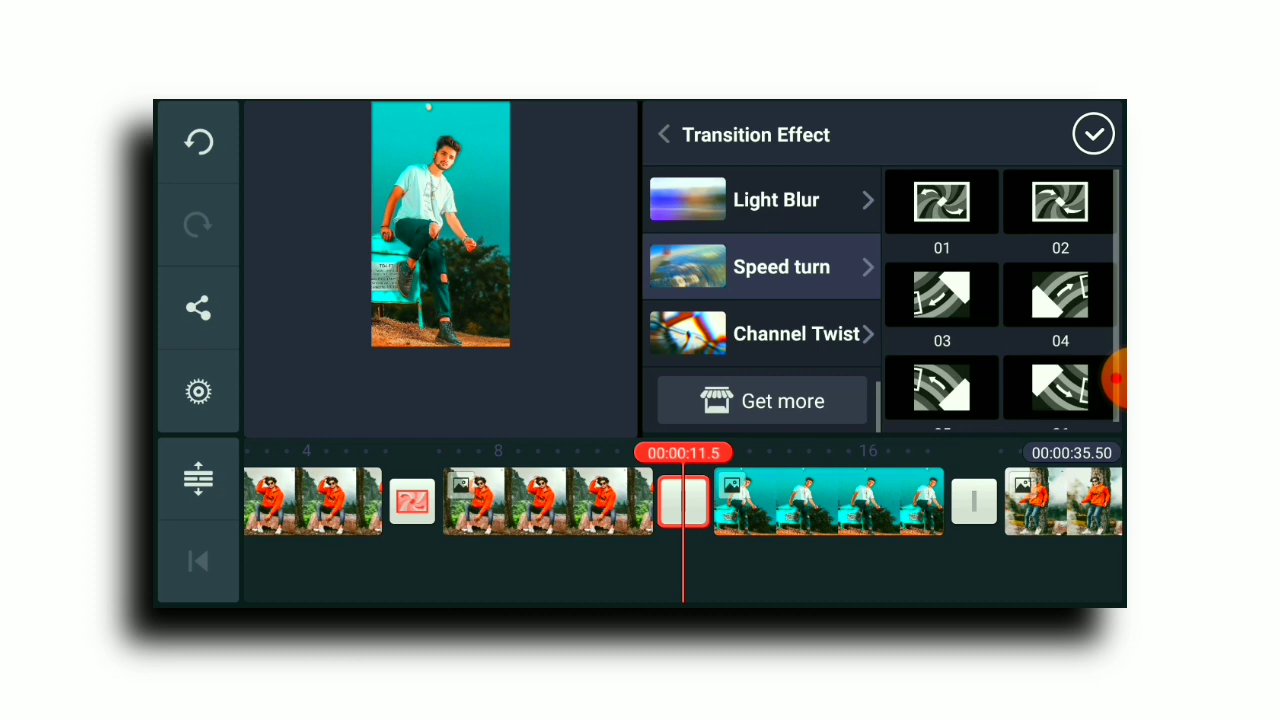 Transition Effect
Light Blur
Speed turn
Channel Twist
Get more
01
02
03
04
4
8
00:00:11.5
16
00:00:35.50